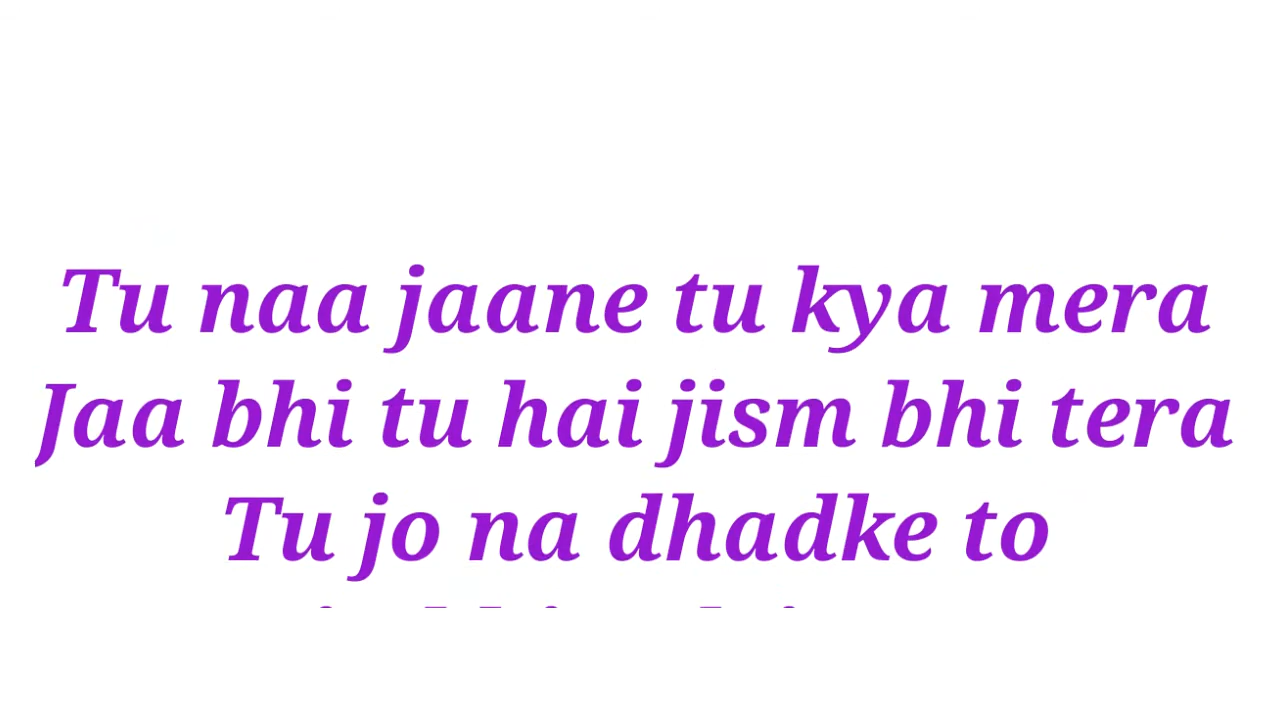 Tu naa jaane tu kya mera
Jaa bhi tu hai jism bhi tera
Tu jo na dhadke to